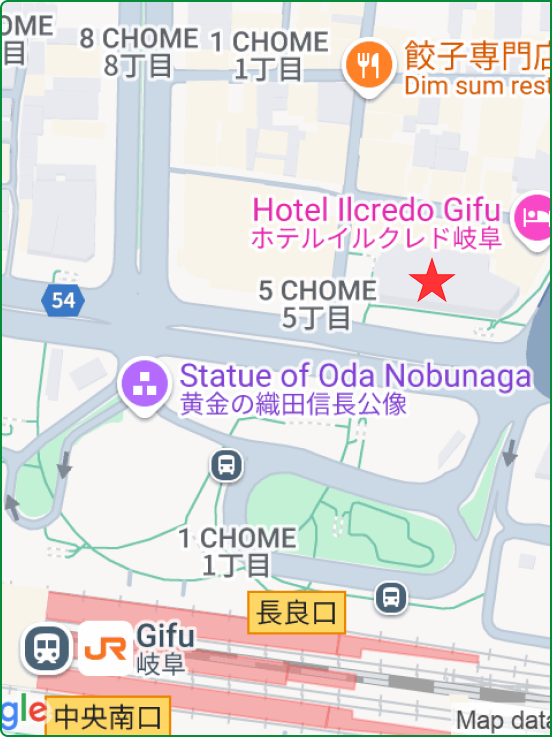 OME
目
8 CHOME
8丁目
1 CHOME
1丁目
餃子専門店
Dim sum rest
Hotel Ilcredo Gifu
ホテルイルクレド岐阜
54
5 CHOME
5丁目
Statue of Oda Nobunaga
黄金の織田信長公像
1 CHOME
1丁目
長良口
JR
Gifu
岐阜
gle
中央南口
Map data